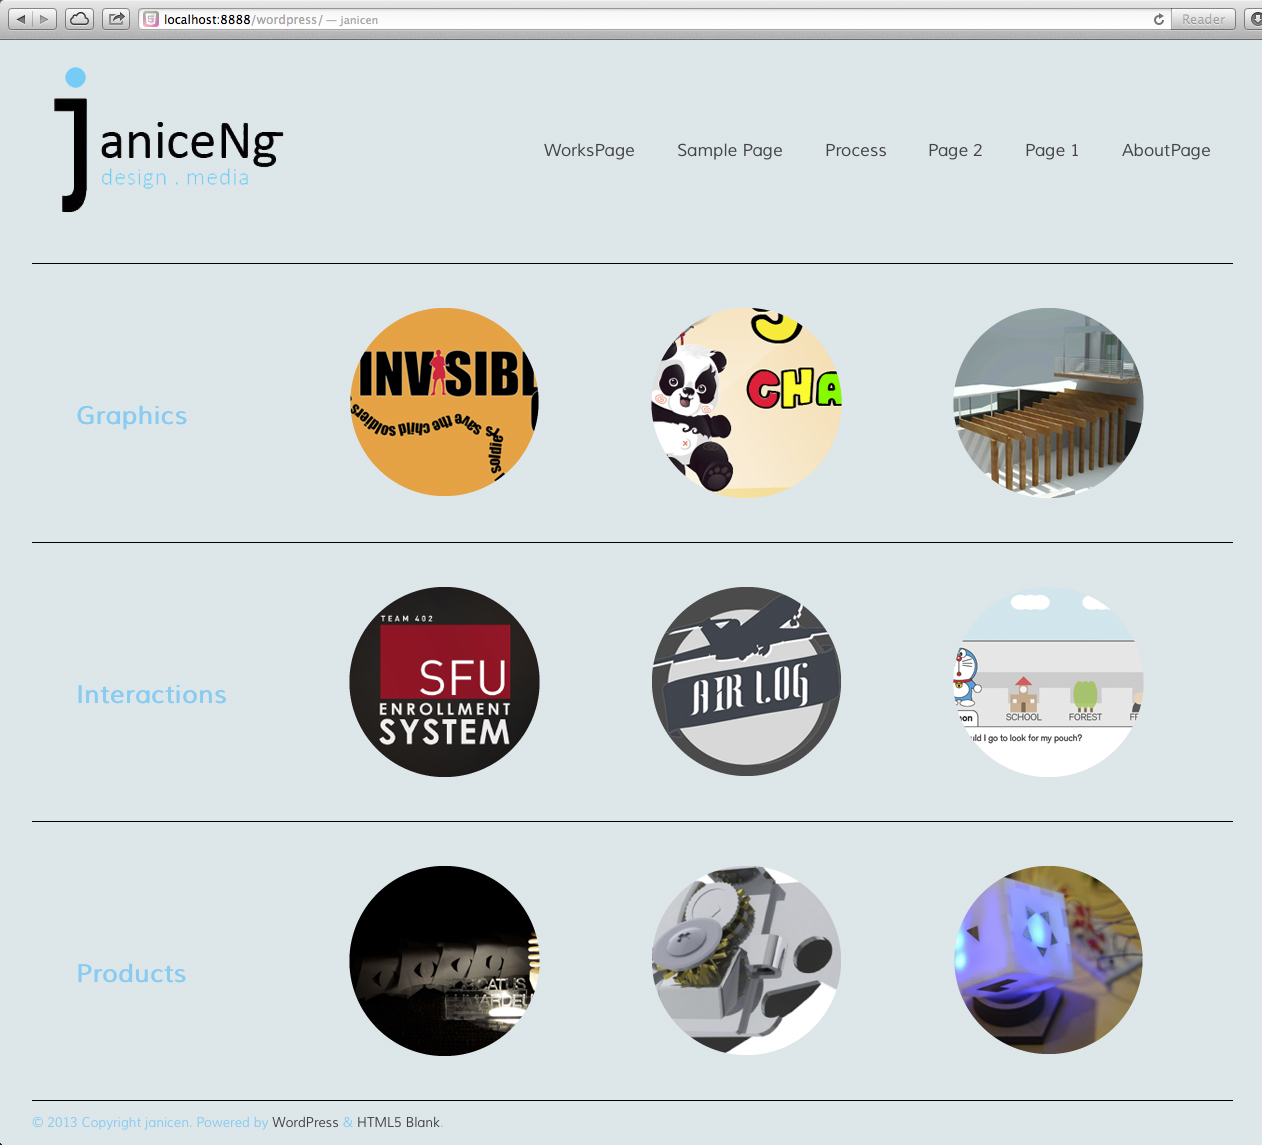 localhost:8888/wordpress/ — janicen
Reader
janiceNg
design . media
WorksPage Sample Page Process Page 2 Page 1 AboutPage
Graphics
INVISIBL
save the child soldiers
CHA
Interactions
TEAM 402
SFU
ENROLLMENT
SYSTEM
AIR LOG
SCHOOL FOREST
uld I go to look for my pouch?
Products
© 2013 Copyright janicen. Powered by WordPress & HTML5 Blank.